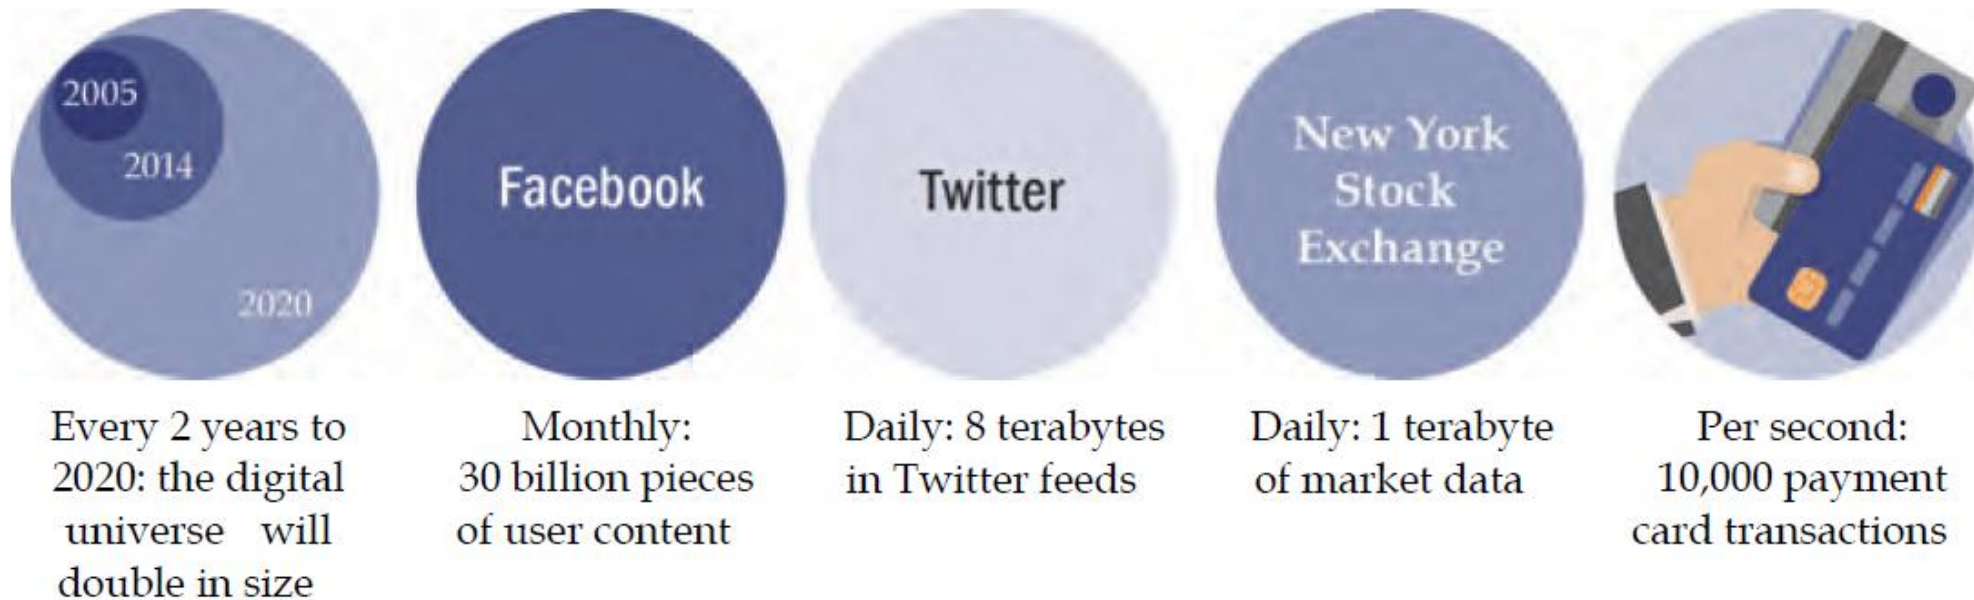 2005
2014
2020
Facebook
Twitter
New York
Stock
Exchange
Every 2 years to
2020: the digital
universe will
double in size
Monthly:
30 billion pieces
of user content
Daily: 8 terabytes
in Twitter feeds
Daily: 1 terabyte
of market data
Per second:
10,000 payment
card transactions